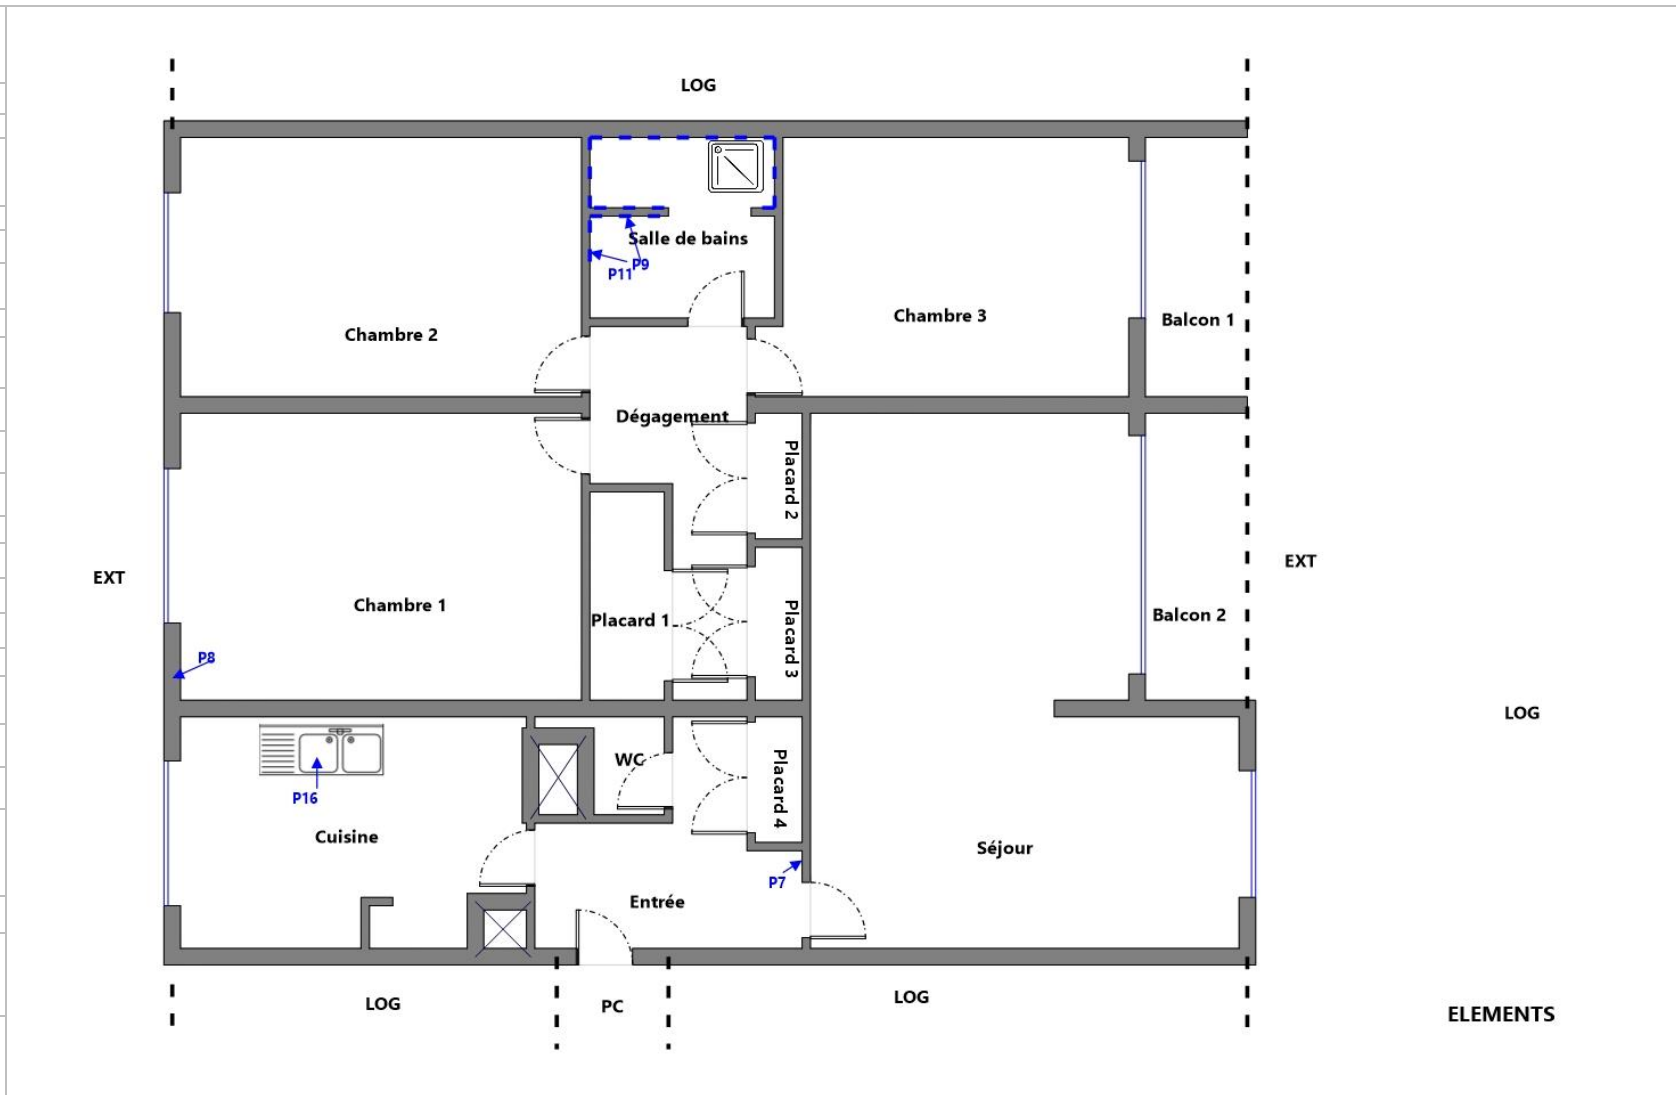 LOG
Salle de bains
P9
P11
Chambre 3
Balcon 1
Chambre 2
Dégagement
Placard 2
EXT
EXT
Chambre 1
Placard 1
Placard 3
Balcon 2
P8
LOG
WC
Placard 4
P16
Cuisine
Séjour
P7
Entrée
LOG
PC
LOG
ELEMENTS